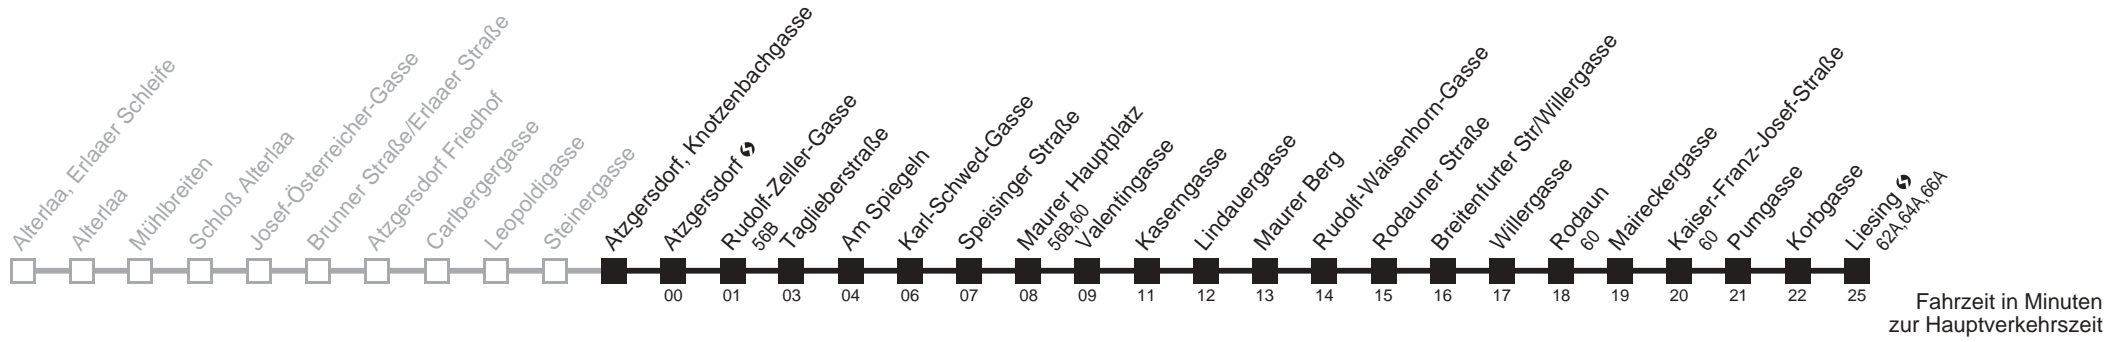 Alterlaa, Erlaaer Schleife
Alterlaa
Mühlbreiten
Schloß Alterlaa
Josef-Österreicher-Gasse
Brunner Straße/Erlaaer Straße
Atzgersdorf Friedhof
Carlbergergasse
Leopoldigasse
Steinergasse
Atzgersdorf, Knotzenbachgasse
Atzgersdorf
Rudolf-Zeller-Gasse
56B
Taglieberstraße
Am Spiegeln
Karl-Schwed-Gasse
Speisinger Straße
Maurer Hauptplatz
56B,60
Valentingasse
Kaserngasse
Lindauergasse
Maurer Berg
Rudolf-Waisenhorn-Gasse
Rodauner Straße
Breitenfurter Str/Willergasse
Willergasse
Rodaun
60
Maireckergasse
Kaiser-Franz-Josef-Straße
60
Pumgasse
Korbgasse
Liesing
62A,64A,66A
00 01 03 04 06 07 08 09 11 12 13 14 15 16 17 18 19 20 21 22 25
Fahrzeit in Minuten
zur Hauptverkehrszeit